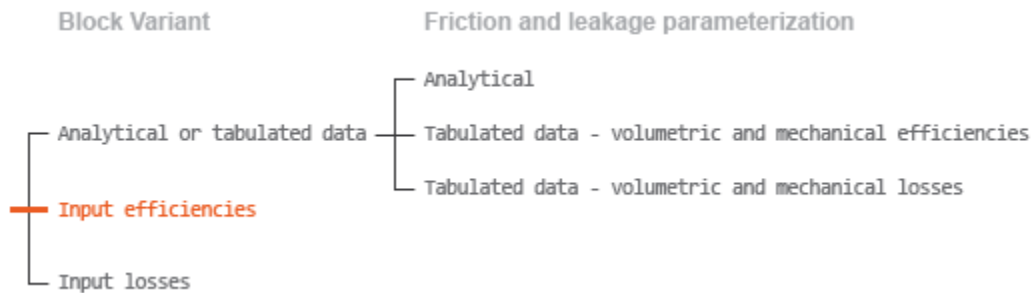 Block Variant
Friction and leakage parameterization
Analytical
Analytical or tabulated data
Tabulated data - volumetric and mechanical efficiencies
Tabulated data - volumetric and mechanical losses
Input efficiencies
Input losses